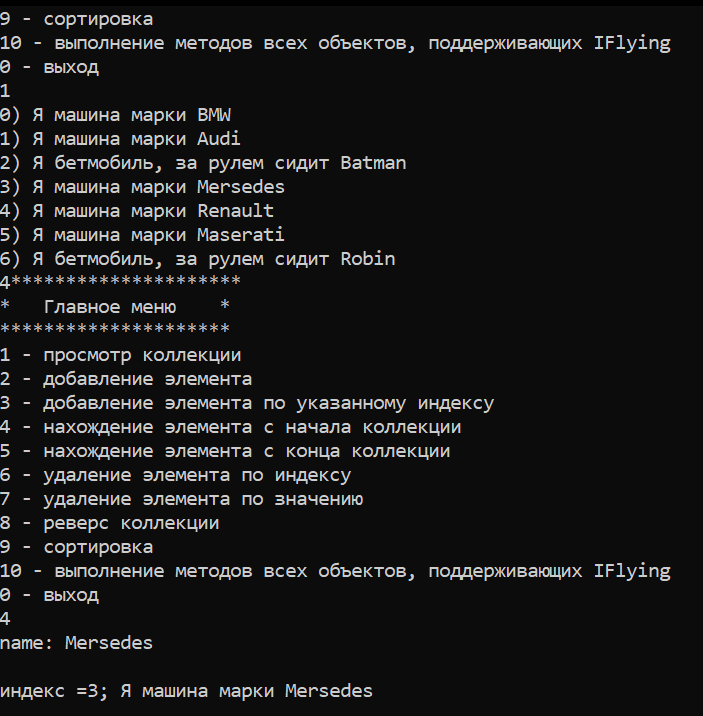 9 - сортировка
10 - выполнение методов всех объектов, поддерживающих IFlying
0 - выход
1
0) Я машина марки BMW
1) Я машина марки Audi
2) Я бетмобиль, за рулем сидит Batman
3) Я машина марки Mersedes
4) Я машина марки Renault
5) Я машина марки Maserati
6) Я бетмобиль, за рулем сидит Robin
4*********************
*   Главное меню    *
*********************
1 - просмотр коллекции
2 - добавление элемента
3 - добавление элемента по указанному индексу
4 - нахождение элемента с начала коллекции
5 - нахождение элемента с конца коллекции
6 - удаление элемента по индексу
7 - удаление элемента по значению
8 - реверс коллекции
9 - сортировка
10 - выполнение методов всех объектов, поддерживающих IFlying
0 - выход
4
name: Mersedes
индекс =3; Я машина марки Mersedes